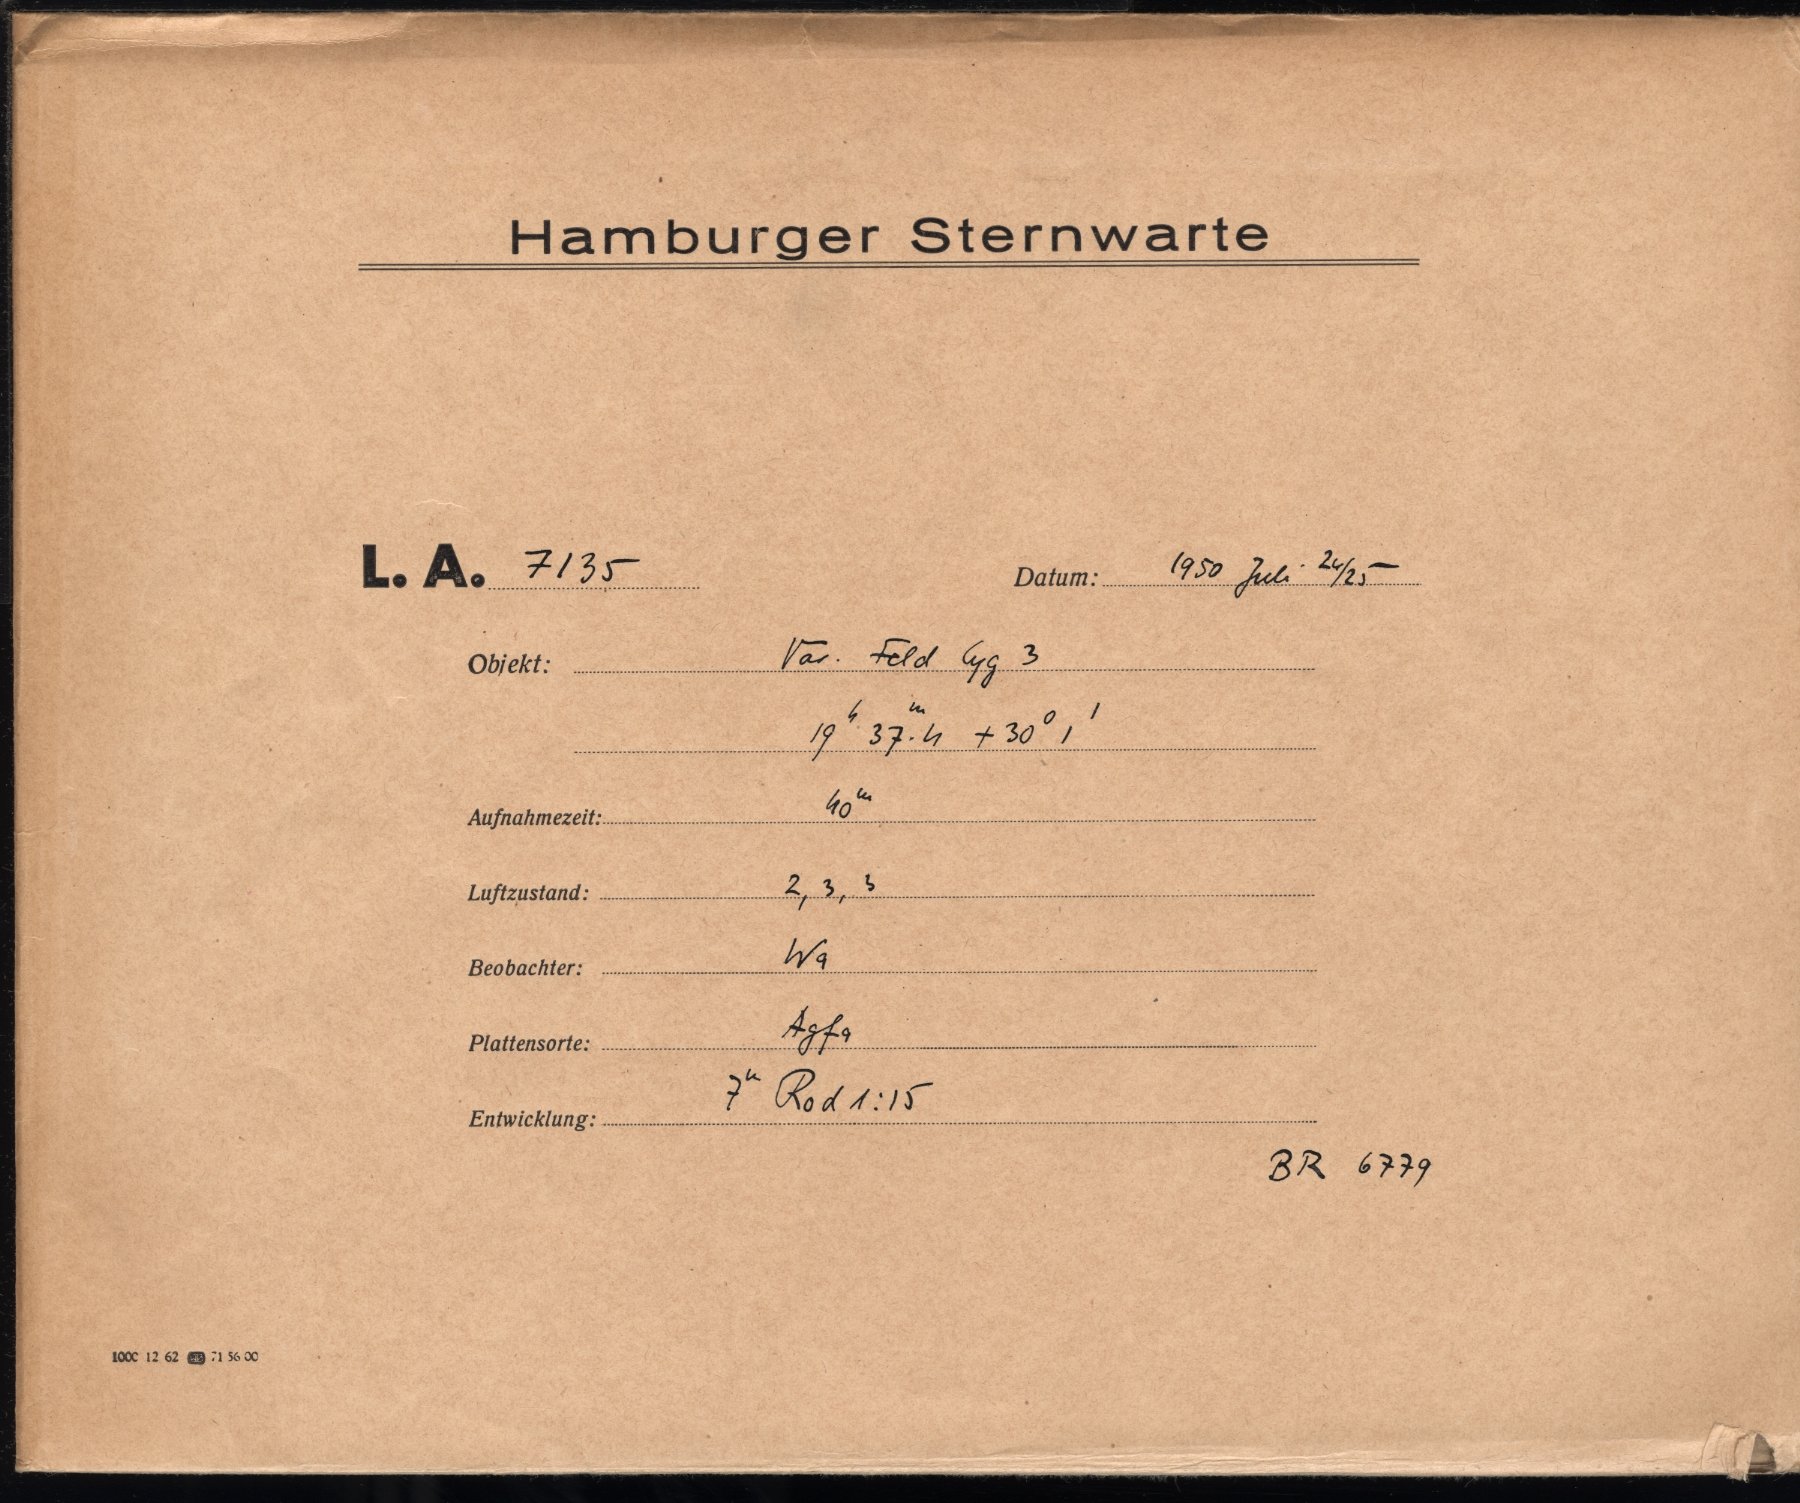 Hamburger Sternwarte
L. A. 7135
Datum: 1950 Juli 24/25
Objekt: Var. Feld Cyg 3
19h 37m.4 +30° 1'
Aufnahmezeit: 40m
Luftzustand: 2, 3, 3
Beobachter: Wa
Plattensorte: Agfa
Entwicklung: 7m Rod 1:15
BR 6779
1000 12 62 71 56 00